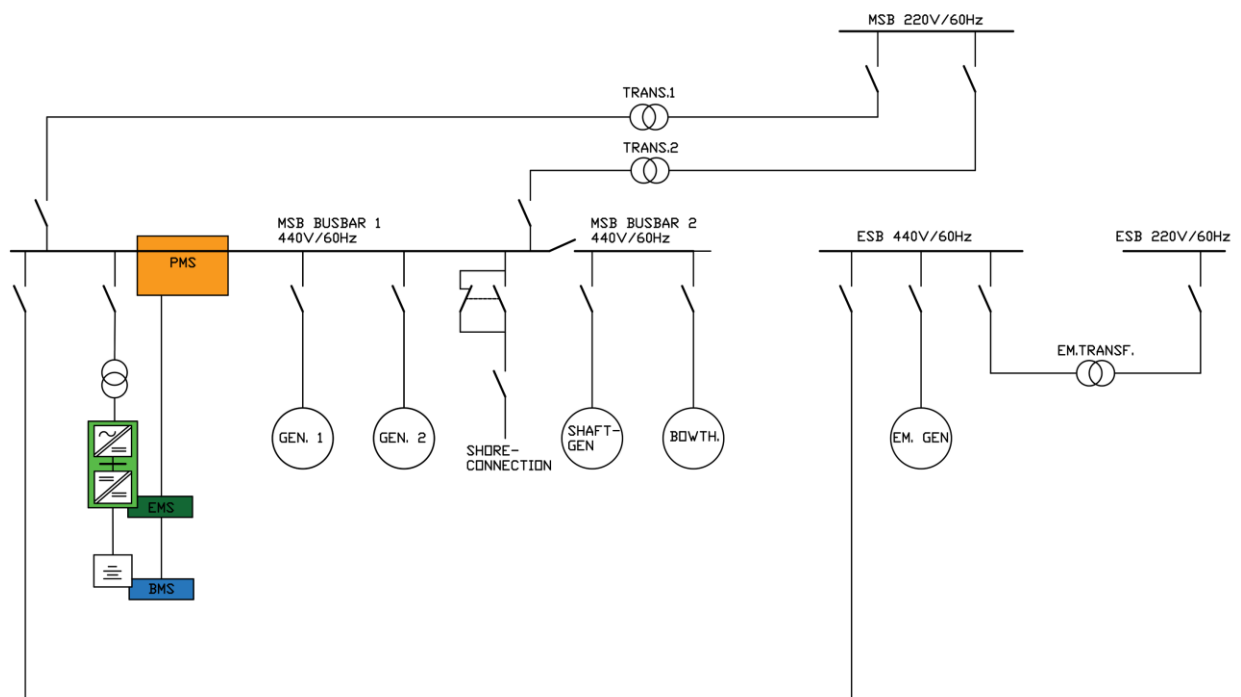 MSB 220V/60Hz
TRANS.1
TRANS.2
MSB BUSBAR 1
440V/60Hz
MSB BUSBAR 2
440V/60Hz
ESB 440V/60Hz
ESB 220V/60Hz
PMS
EM.TRANSF.
GEN. 1
GEN. 2
SHORE-
CONNECTION
SHAFT-
GEN
BOWTH.
EM. GEN
EMS
BMS